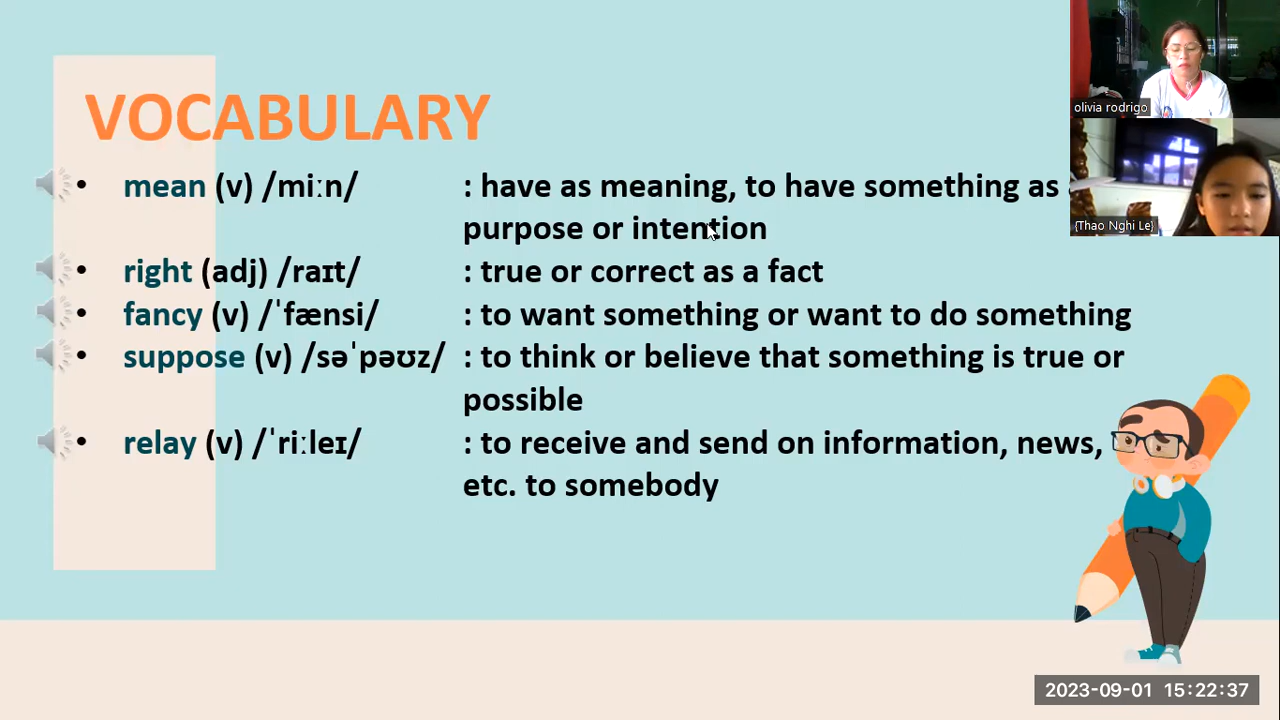 VOCABULARY
olivia rodrigo
• mean (v) /miːn/ : have as meaning, to have something as
purpose or intention
{Thao Nghi Le}
• right (adj) /raɪt/ : true or correct as a fact
• fancy (v) /ˈfænsi/ : to want something or want to do something
• suppose (v) /səˈpəʊz/ : to think or believe that something is true or
possible
• relay (v) /ˈriːleɪ/ : to receive and send on information, news,
etc. to somebody
2023-09-01 15:22:37